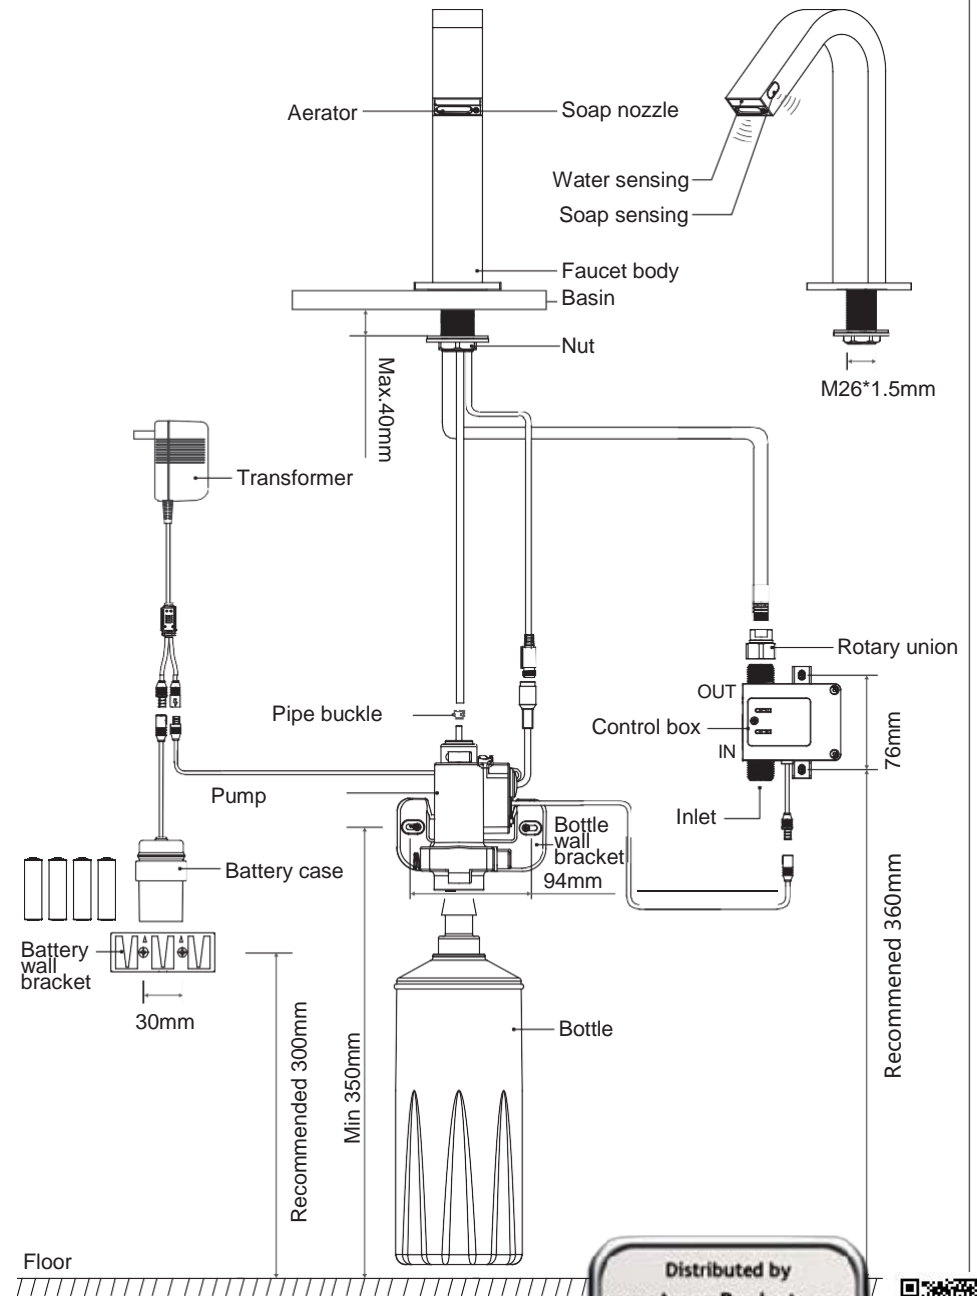 Aerator
Soap nozzle
Water sensing
Soap sensing
Faucet body
Basin
Nut
Max.40mm
M26*1.5mm
Transformer
Rotary union
OUT
Pipe buckle
Control box
IN
76mm
Pump
Inlet
Bottle
wall
bracket
Battery case
94mm
Battery
wall
bracket
30mm
Recommened 360mm
Bottle
Recommended 300mm
Min 350mm
Floor
Distributed by